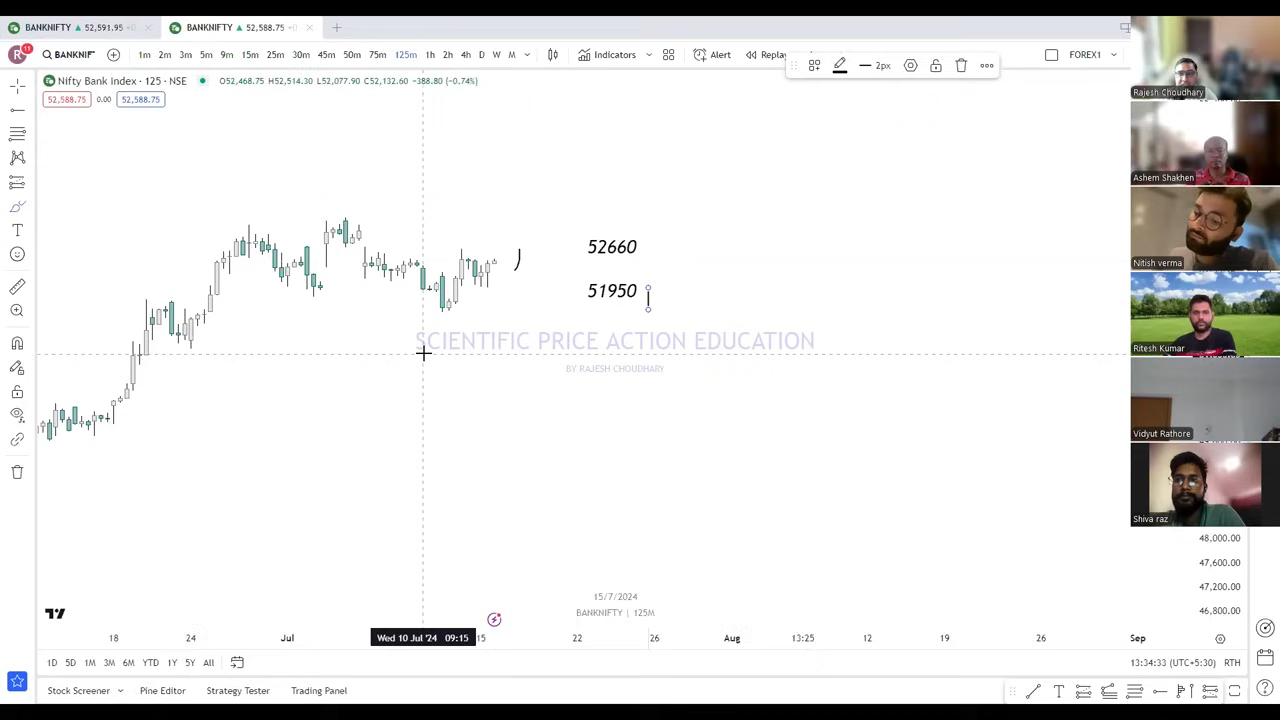 BANKNIFTY ▲ 52,591.95
BANKNIFTY ▲ 52,588.75
R 11 BANKNIF 1m 2m 3m 5m 9m 15m 25m 30m 45m 50m 75m 125m 1h 2h 4h D W M Indicators Alert Replay FOREX1
2px
Nifty Bank Index · 125 · NSE O52,468.75 H52,514.30 L52,077.90 C52,132.60 −388.80 (−0.74%)
52,588.75 0.00 52,588.75
Rajesh Choudhary
Ashem Shakhen
Nitish verma
Ritesh Kumar
Vidyut Rathore
Shiva raz
52660
51950
SCIENTIFIC PRICE ACTION EDUCATION
BY RAJESH CHOUDHARY
48,000.00
47,600.00
47,200.00
46,800.00
15/7/2024
BANKNIFTY | 125M
18 24 Jul Wed 10 Jul '24 09:15 15 22 26 Aug 13:25 12 19 26 Sep
1D 5D 1M 3M 6M YTD 1Y 5Y All 13:34:33 (UTC+5:30) RTH
Stock Screener Pine Editor Strategy Tester Trading Panel